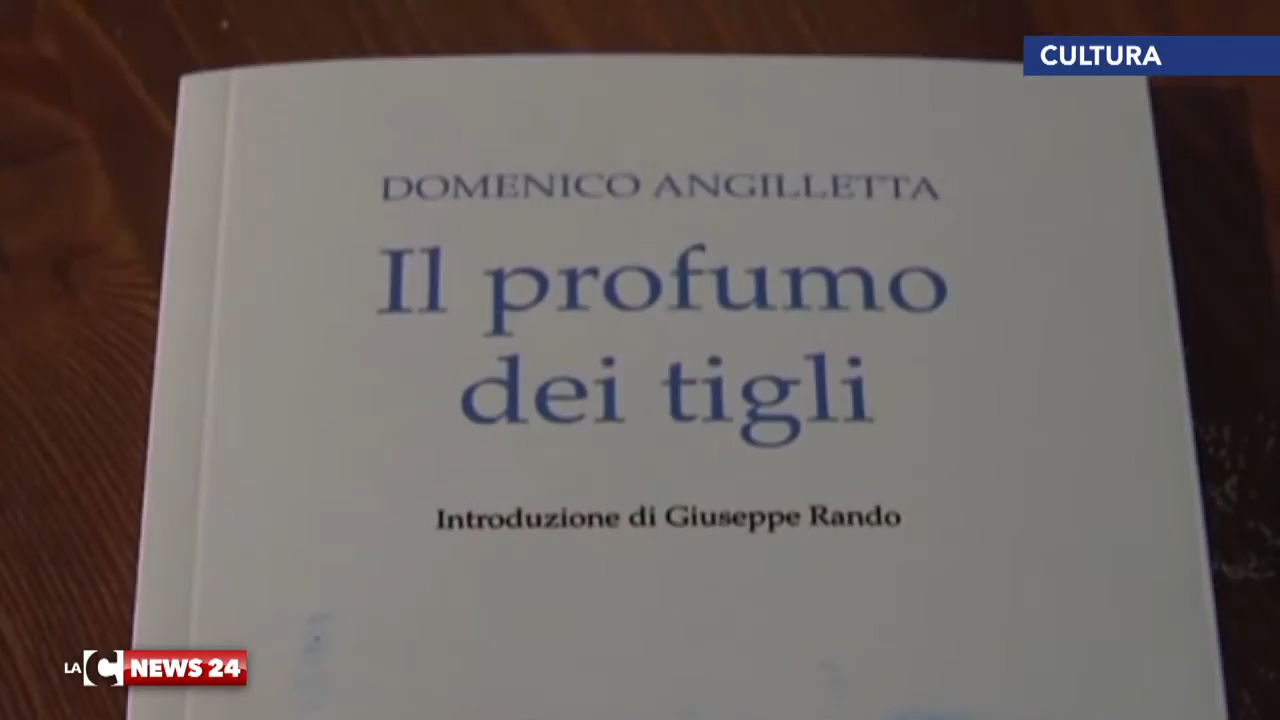 CULTURA
DOMENICO ANGILLETTA
Il profumo
dei tigli
Introduzione di Giuseppe Rando
LA C NEWS 24